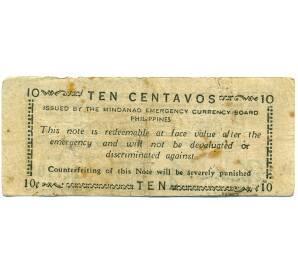 10 TEN CENTAVOS 10
ISSUED BY THE MINDANAO EMERGENCY CURRENCY BOARD
PHILIPPINES
This note is redeemable at face value after the
emergency and will not be devaluated or
discriminated against.
Counterfeiting of this Note will be severely punished
10¢ TEN 10